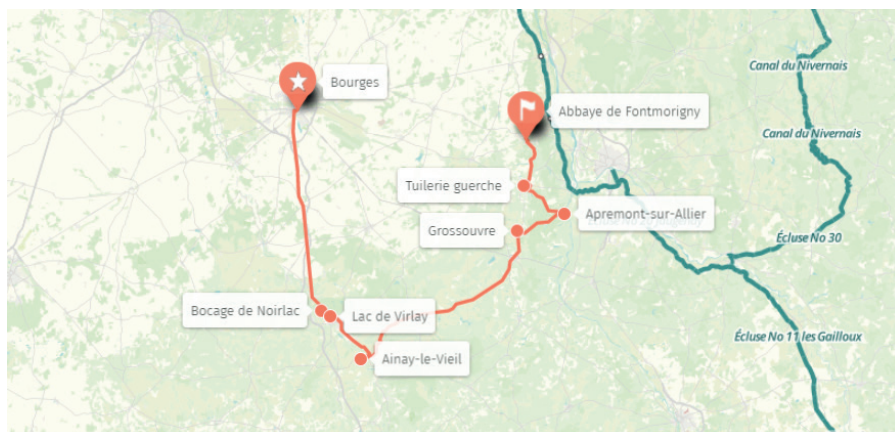 Canal du Nivernais
Bourges
Abbaye de Fontmorigny
Canal du Nivernais
Tuilerie guerche
Apremont-sur-Allier
Grossouvre
Écluse No 30
Bocage de Noirlac
Lac de Virlay
Écluse No 11 les Gailloux
Ainay-le-Vieil